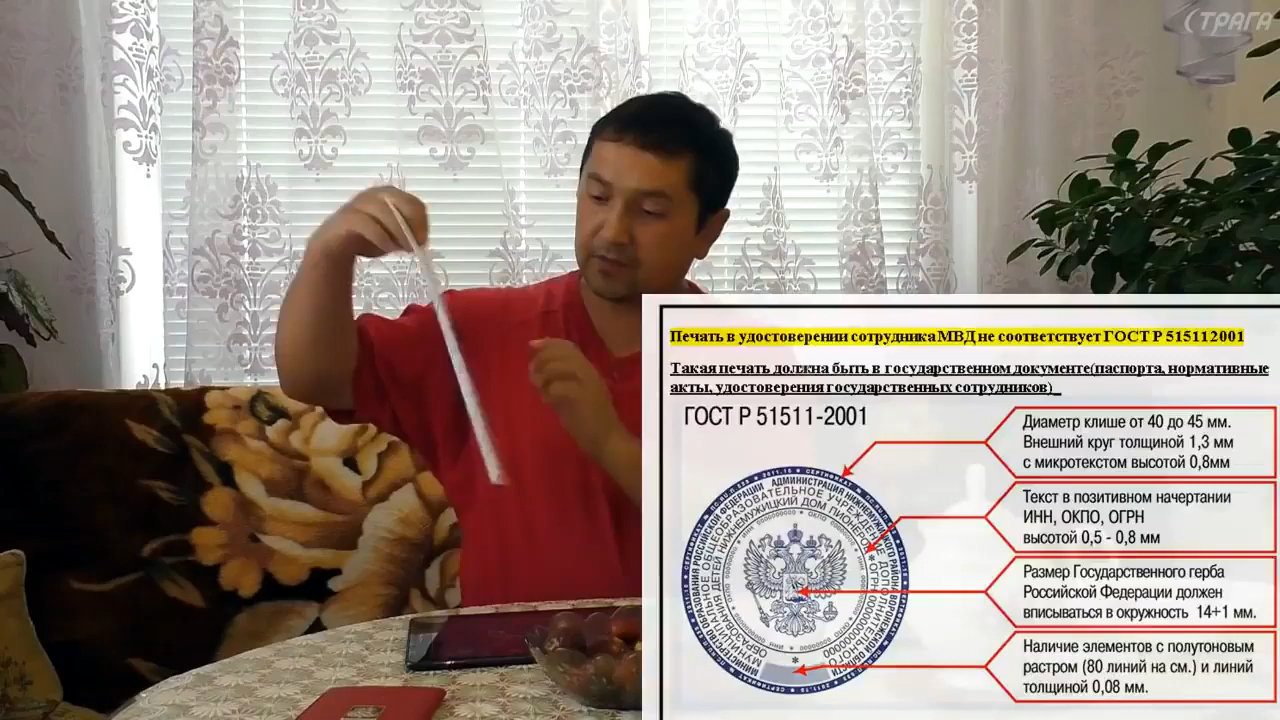 СТРАГА
Печать в удостоверении сотрудника МВД не соответствует ГОСТ Р 515112001
Такая печать должна быть в государственном документе(паспорта, нормативные
акты, удостоверения государственных сотрудников)_
ГОСТ Р 51511-2001
Диаметр клише от 40 до 45 мм.
Внешний круг толщиной 1,3 мм
с микротекстом высотой 0,8мм
Текст в позитивном начертании
ИНН, ОКПО, ОГРН
высотой 0,5 - 0,8 мм
Размер Государственного герба
Российской Федерации должен
вписываться в окружность 14+1 мм.
Наличие элементов с полутоновым
растром (80 линий на см.) и линий
толщиной 0,08 мм.